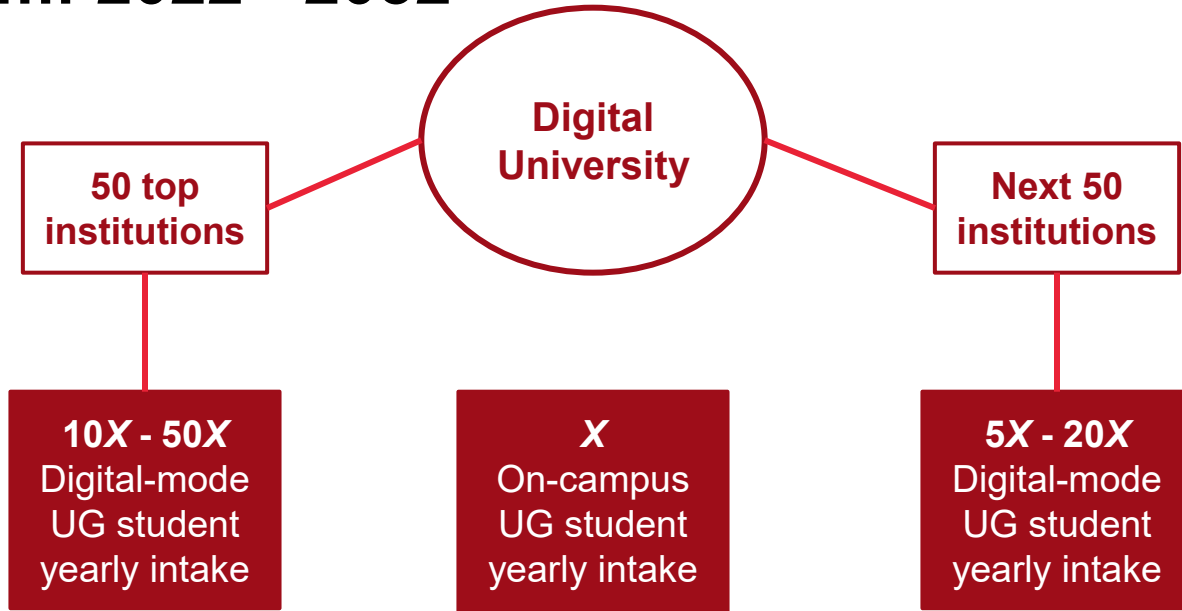 Digital
University
50 top
institutions
Next 50
institutions
10X - 50X
Digital-mode
UG student
yearly intake
X
On-campus
UG student
yearly intake
5X - 20X
Digital-mode
UG student
yearly intake